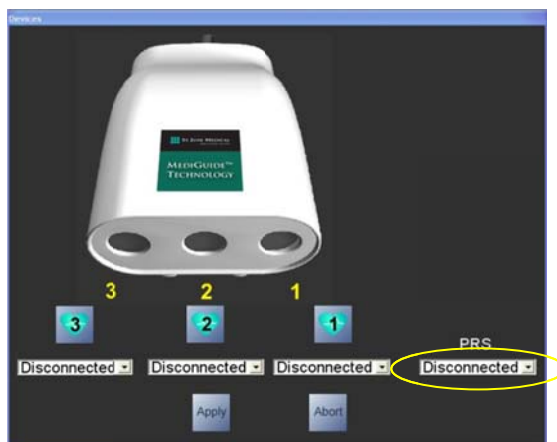 Devices
ST. JUDE MEDICAL
MEDIGUIDE™
TECHNOLOGY
3 2 1
3 2 1
PRS
Disconnected Disconnected Disconnected Disconnected
Apply Abort